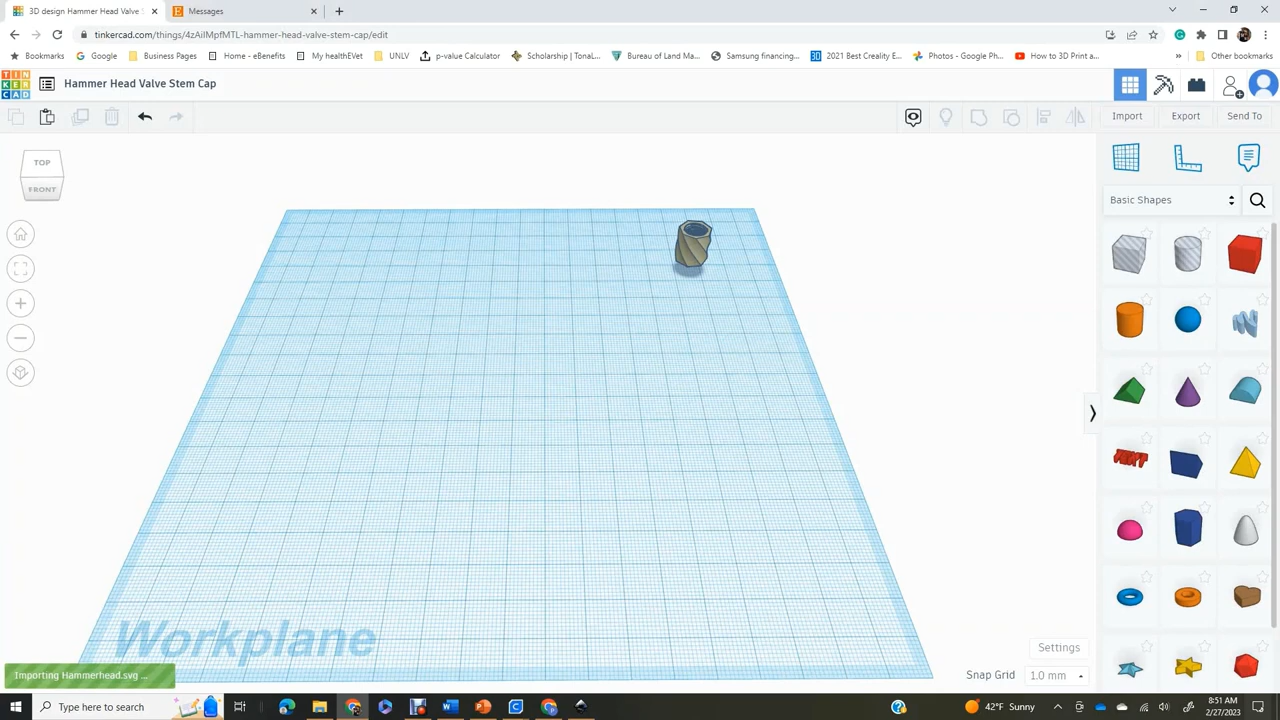 3D design Hammer Head Valve S
Messages
tinkercad.com/things/4zAilMpfMTL-hammer-head-valve-stem-cap/edit
Bookmarks
Google
Business Pages
Home - eBenefits
My healthEVet
UNLV
p-value Calculator
Scholarship | TonaL...
Bureau of Land Ma...
Samsung financing...
2021 Best Creality E...
Photos - Google Ph...
How to 3D Print a...
Other bookmarks
TIN
KER
CAD
Hammer Head Valve Stem Cap
Import
Export
Send To
TOP
FRONT
Basic Shapes
TEXT
Workplane
Settings
Snap Grid
1.0 mm
Importing Hammerhead.svg ...
Type here to search
42°F Sunny
8:51 AM
2/27/2023